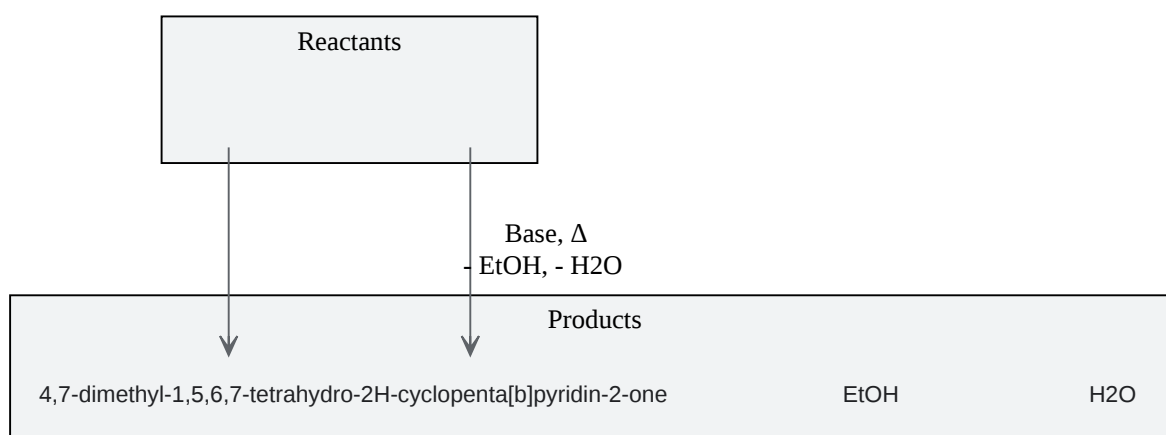 Reactants
Base, Δ
- EtOH, - H2O
Products
4,7-dimethyl-1,5,6,7-tetrahydro-2H-cyclopenta[b]pyridin-2-one EtOH H2O